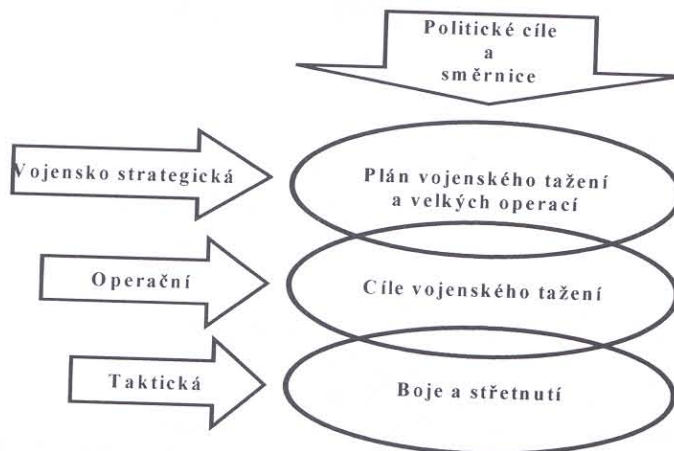 Politické cíle
a
směrnice
Vojensko strategická
Plán vojenského tažení
a velkých operací
Operační
Cíle vojenského tažení
Taktická
Boje a střetnutí